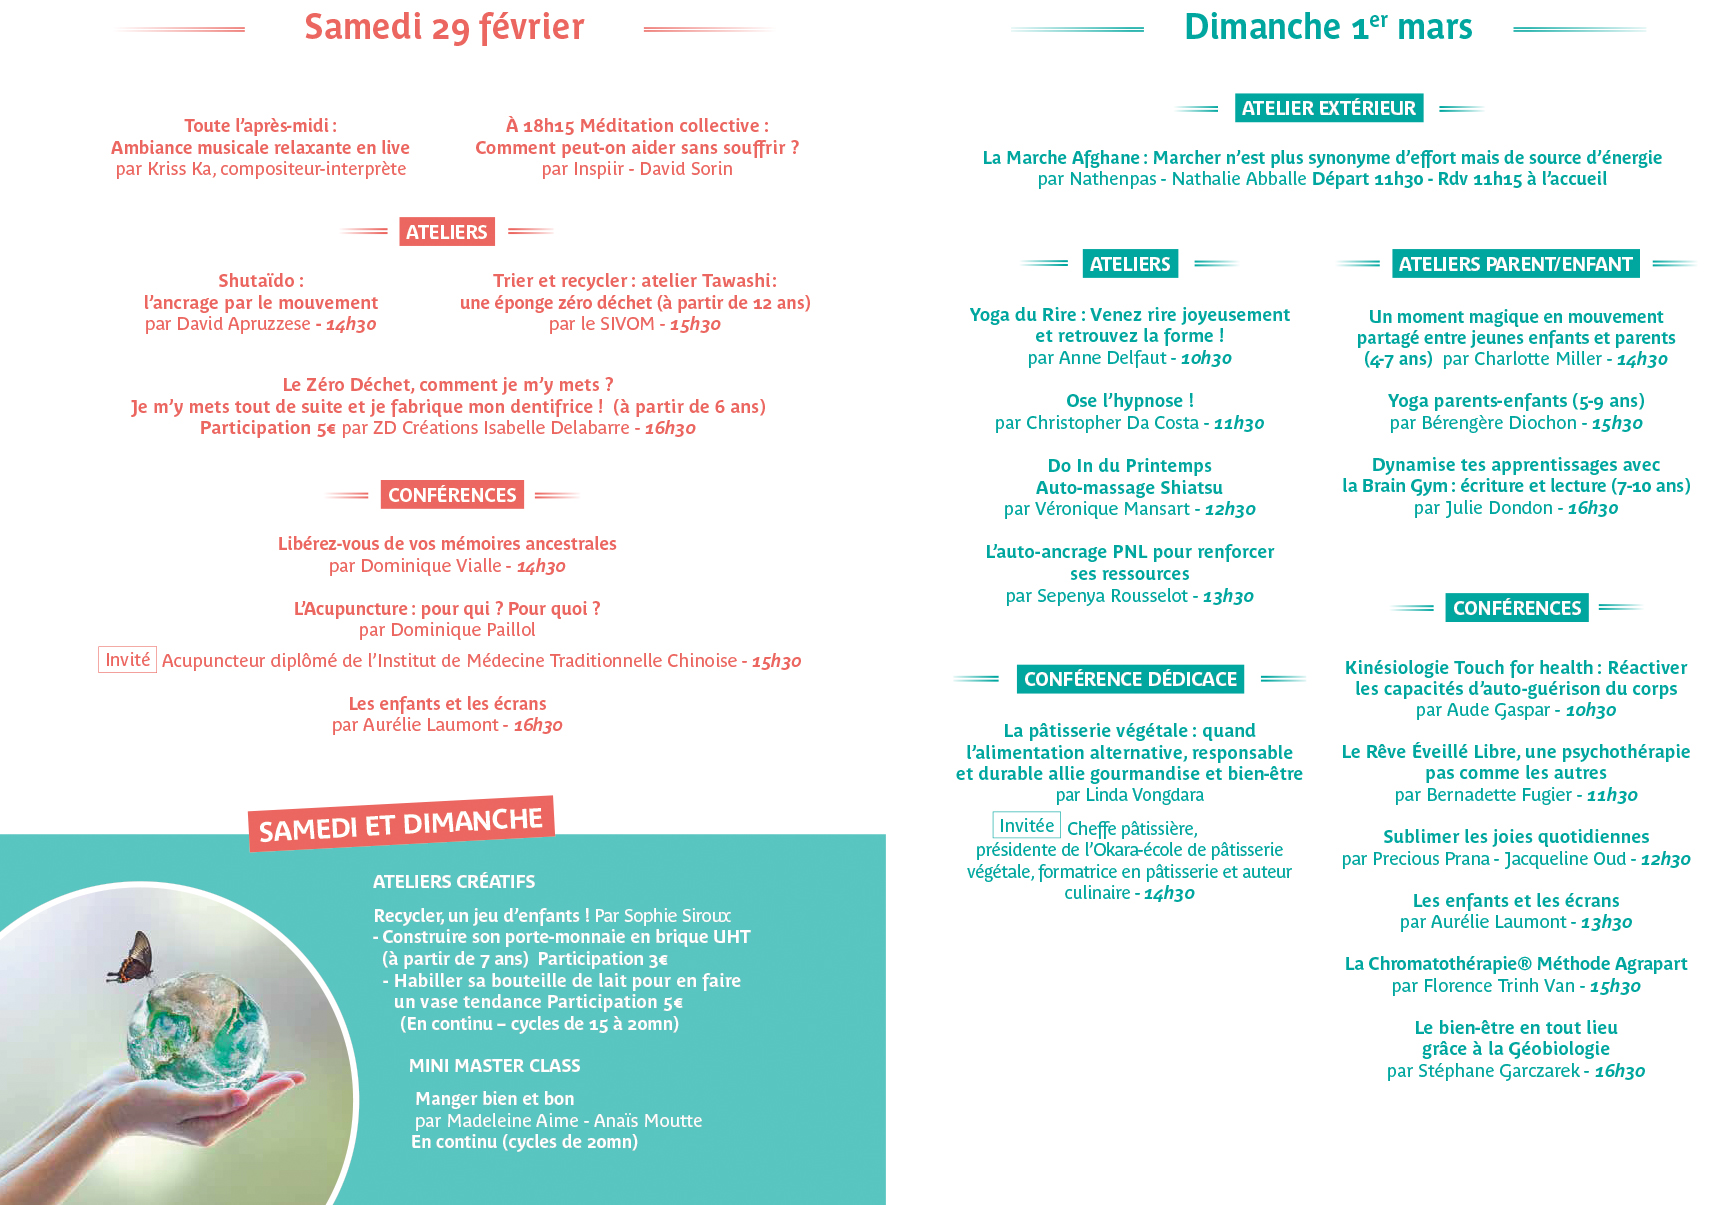 Samedi 29 février
Toute l’après-midi :
Ambiance musicale relaxante en live
par Kriss Ka, compositeur-interprète
À 18h15 Méditation collective :
Comment peut-on aider sans souffrir ?
par Inspiir - David Sorin
ATELIERS
Shutaïdo :
l’ancrage par le mouvement
par David Apruzzese - 14h30
Trier et recycler : atelier Tawashi:
une éponge zéro déchet (à partir de 12 ans)
par le SIVOM - 15h30
Le Zéro Déchet, comment je m’y mets ?
Je m’y mets tout de suite et je fabrique mon dentifrice ! (à partir de 6 ans)
Participation 5€ par ZD Créations Isabelle Delabarre - 16h30
CONFÉRENCES
Libérez-vous de vos mémoires ancestrales
par Dominique Vialle - 14h30
L’Acupuncture : pour qui ? Pour quoi ?
par Dominique Paillol
Invité Acupuncteur diplômé de l’Institut de Médecine Traditionnelle Chinoise - 15h30
Les enfants et les écrans
par Aurélie Laumont - 16h30
SAMEDI ET DIMANCHE
ATELIERS CRÉATIFS
Recycler, un jeu d’enfants ! Par Sophie Siroux
- Construire son porte-monnaie en brique UHT
(à partir de 7 ans) Participation 3€
- Habiller sa bouteille de lait pour en faire
un vase tendance Participation 5€
(En continu – cycles de 15 à 20mn)
MINI MASTER CLASS
Manger bien et bon
par Madeleine Aime - Anaïs Moutte
En continu (cycles de 20mn)
Dimanche 1er mars
ATELIER EXTÉRIEUR
La Marche Afghane : Marcher n’est plus synonyme d’effort mais de source d’énergie
par Nathenpas - Nathalie Abballe Départ 11h30 - Rdv 11h15 à l’accueil
ATELIERS
Yoga du Rire : Venez rire joyeusement
et retrouvez la forme !
par Anne Delfaut - 10h30
Ose l’hypnose !
par Christopher Da Costa - 11h30
Do In du Printemps
Auto-massage Shiatsu
par Véronique Mansart - 12h30
L’auto-ancrage PNL pour renforcer
ses ressources
par Sepenya Rousselot - 13h30
CONFÉRENCE DÉDICACE
La pâtisserie végétale : quand
l’alimentation alternative, responsable
et durable allie gourmandise et bien-être
par Linda Vongdara
Invitée Cheffe pâtissière,
présidente de l’Okara-école de pâtisserie
végétale, formatrice en pâtisserie et auteur
culinaire - 14h30
ATELIERS PARENT/ENFANT
Un moment magique en mouvement
partagé entre jeunes enfants et parents
(4-7 ans) par Charlotte Miller - 14h30
Yoga parents-enfants (5-9 ans)
par Bérengère Diochon - 15h30
Dynamise tes apprentissages avec
la Brain Gym : écriture et lecture (7-10 ans)
par Julie Dondon - 16h30
CONFÉRENCES
Kinésiologie Touch for health : Réactiver
les capacités d’auto-guérison du corps
par Aude Gaspar - 10h30
Le Rêve Éveillé Libre, une psychothérapie
pas comme les autres
par Bernadette Fugier - 11h30
Sublimer les joies quotidiennes
par Precious Prana - Jacqueline Oud - 12h30
Les enfants et les écrans
par Aurélie Laumont - 13h30
La Chromatothérapie® Méthode Agrapart
par Florence Trinh Van - 15h30
Le bien-être en tout lieu
grâce à la Géobiologie
par Stéphane Garczarek - 16h30